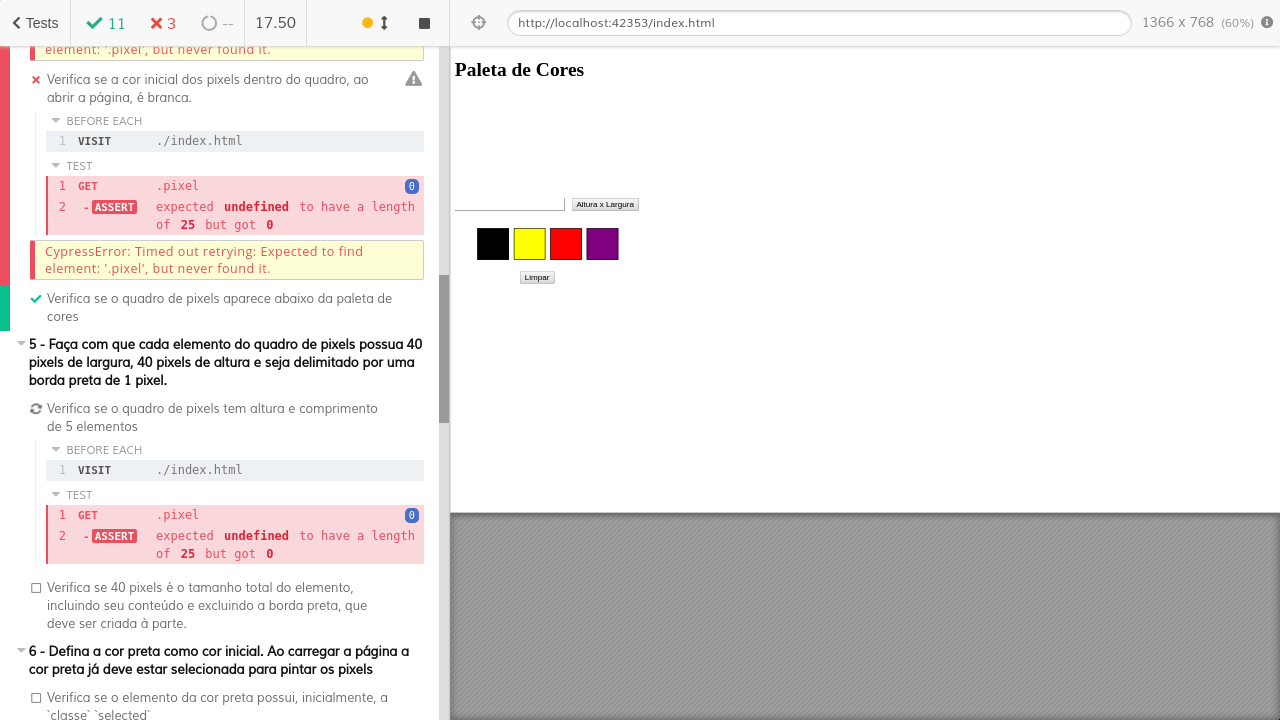 Tests
11
3
--
17.50
http://localhost:42353/index.html
1366 x 768 (60%)
element: '.pixel', but never found it.
Verifica se a cor inicial dos pixels dentro do quadro, ao
abrir a página, é branca.
BEFORE EACH
1 VISIT ./index.html
TEST
1 GET .pixel 0
2 - ASSERT expected undefined to have a length
of 25 but got 0
CypressError: Timed out retrying: Expected to find
element: '.pixel', but never found it.
Verifica se o quadro de pixels aparece abaixo da paleta de
cores
5 - Faça com que cada elemento do quadro de pixels possua 40
pixels de largura, 40 pixels de altura e seja delimitado por uma
borda preta de 1 pixel.
Verifica se o quadro de pixels tem altura e comprimento
de 5 elementos
BEFORE EACH
1 VISIT ./index.html
TEST
1 GET .pixel 0
2 - ASSERT expected undefined to have a length
of 25 but got 0
Verifica se 40 pixels é o tamanho total do elemento,
incluindo seu conteúdo e excluindo a borda preta, que
deve ser criada à parte.
6 - Defina a cor preta como cor inicial. Ao carregar a página a
cor preta já deve estar selecionada para pintar os pixels
Verifica se o elemento da cor preta possui, inicialmente, a
`classe` `selected`
Paleta de Cores
Altura x Largura
Limpar